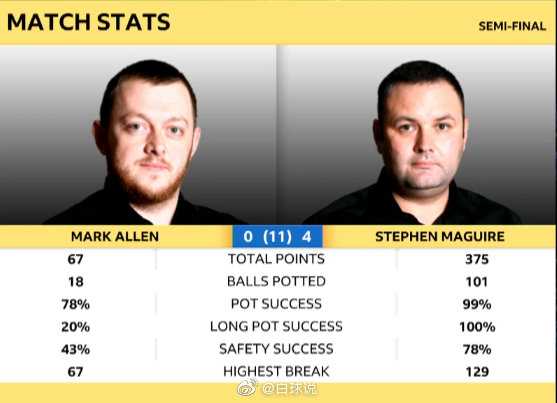 MATCH STATS
SEMI-FINAL
MARK ALLEN 0 (11) 4 STEPHEN MAGUIRE
67 TOTAL POINTS 375
18 BALLS POTTED 101
78% POT SUCCESS 99%
20% LONG POT SUCCESS 100%
43% SAFETY SUCCESS 78%
67 HIGHEST BREAK 129
@白球说